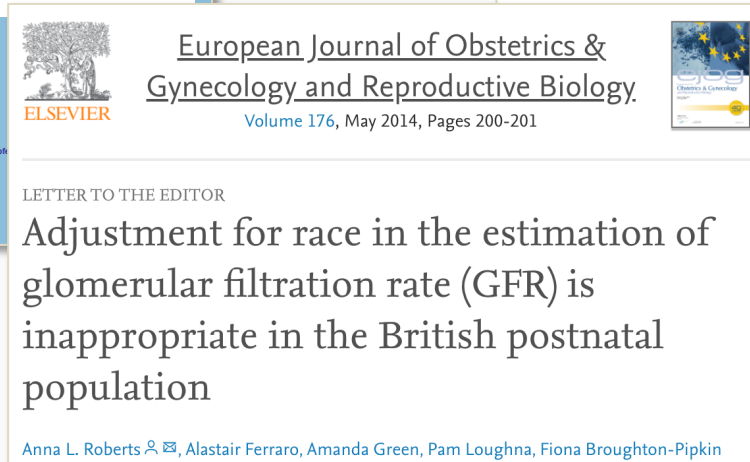 European Journal of Obstetrics &
Gynecology and Reproductive Biology
Volume 176, May 2014, Pages 200-201
ELSEVIER
Obstetrics & Gynecology
LETTER TO THE EDITOR
Adjustment for race in the estimation of
glomerular filtration rate (GFR) is
inappropriate in the British postnatal
population
Anna L. Roberts, Alastair Ferraro, Amanda Green, Pam Loughna, Fiona Broughton-Pipkin